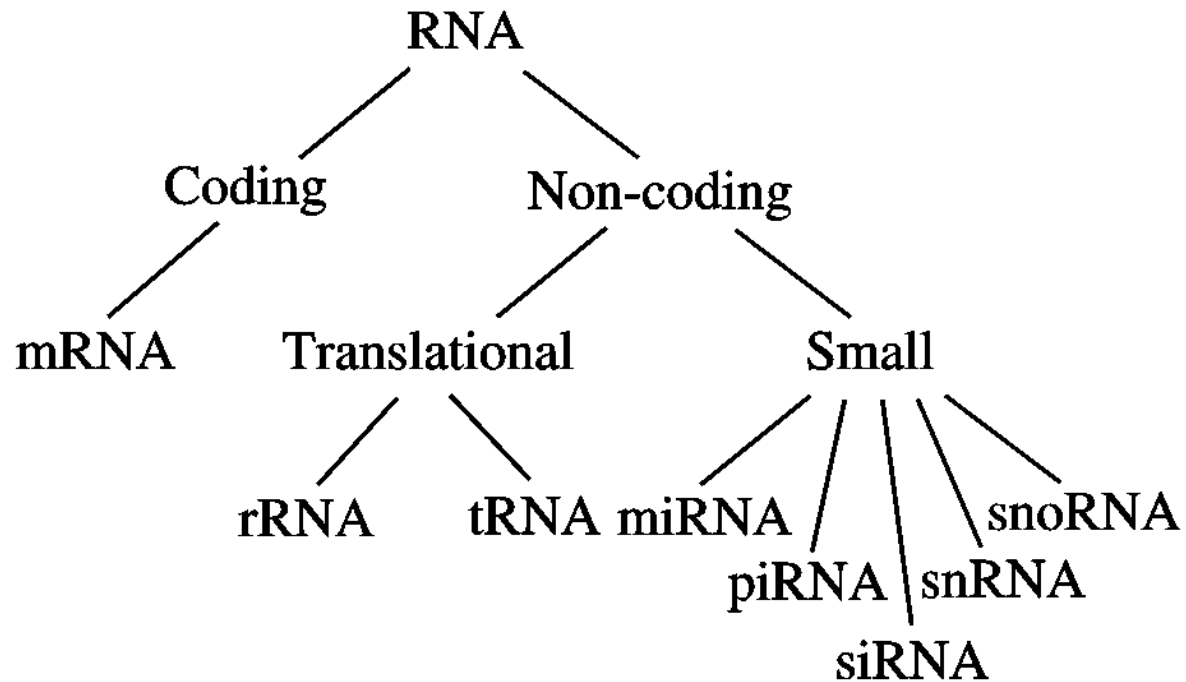 RNA
Coding
Non-coding
mRNA
Translational
Small
rRNA
tRNA
miRNA
snoRNA
piRNA
snRNA
siRNA